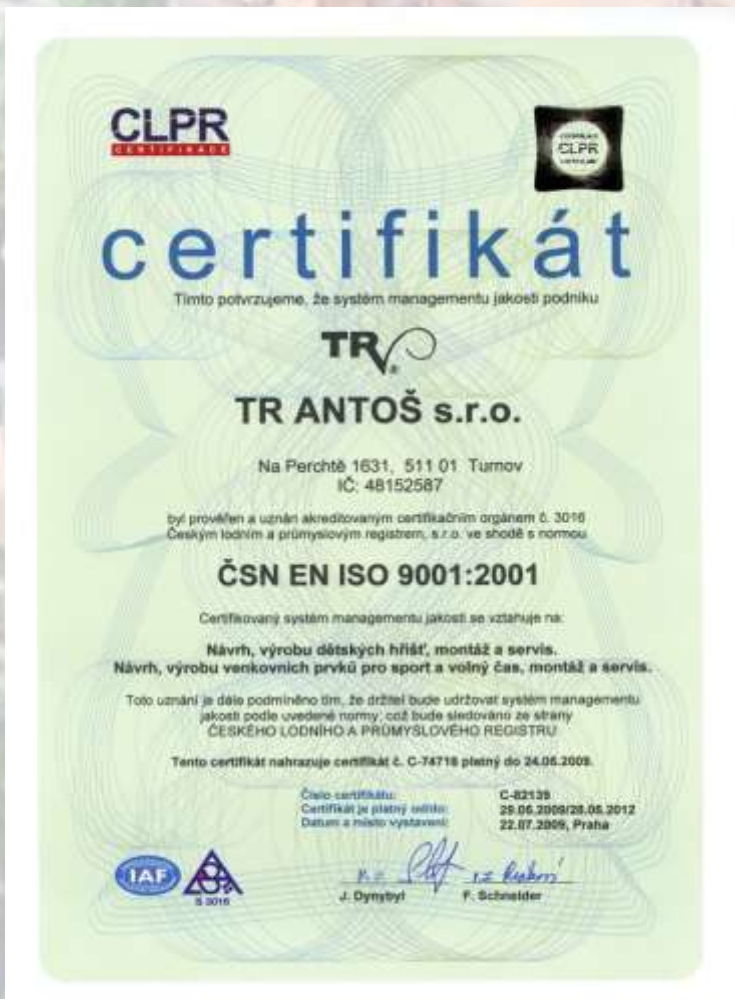 CLPR
CERTIFIKACE
CLPR
certifikát
Tímto potvrzujeme, že systém managementu jakosti podniku
TR
®
TR ANTOŠ s.r.o.
Na Perchtě 1631, 511 01 Turnov
IČ: 48152587
byl prověřen a uznán akreditovaným certifikačním orgánem č. 3016
Českým lodním a průmyslovým registrem, s.r.o. ve shodě s normou
ČSN EN ISO 9001:2001
Certifikovaný systém managementu jakosti se vztahuje na:
Návrh, výrobu dětských hřišť, montáž a servis.
Návrh, výrobu venkovních prvků pro sport a volný čas, montáž a servis.
Toto uznání je dále podmíněno tím, že držitel bude udržovat systém managementu
jakosti podle uvedené normy, což bude sledováno ze strany
ČESKÉHO LODNÍHO A PRŮMYSLOVÉHO REGISTRU
Tento certifikát nahrazuje certifikát č. C-74718 platný do 24.06.2009.
Číslo certifikátu: C-82139
Certifikát je platný od/do: 29.06.2009/28.06.2012
Datum a místo vystavení: 22.07.2009, Praha
IAF
S 3016
J. Dynybyl F. Schneider